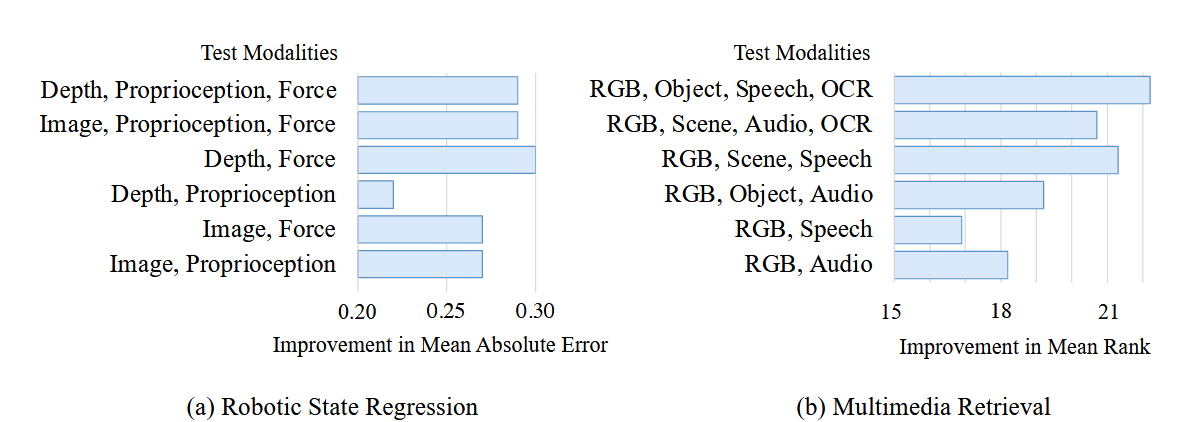 Test Modalities
Depth, Proprioception, Force
Image, Proprioception, Force
Depth, Force
Depth, Proprioception
Image, Force
Image, Proprioception
0.20 0.25 0.30
Improvement in Mean Absolute Error
(a) Robotic State Regression
Test Modalities
RGB, Object, Speech, OCR
RGB, Scene, Audio, OCR
RGB, Scene, Speech
RGB, Object, Audio
RGB, Speech
RGB, Audio
15 18 21
Improvement in Mean Rank
(b) Multimedia Retrieval